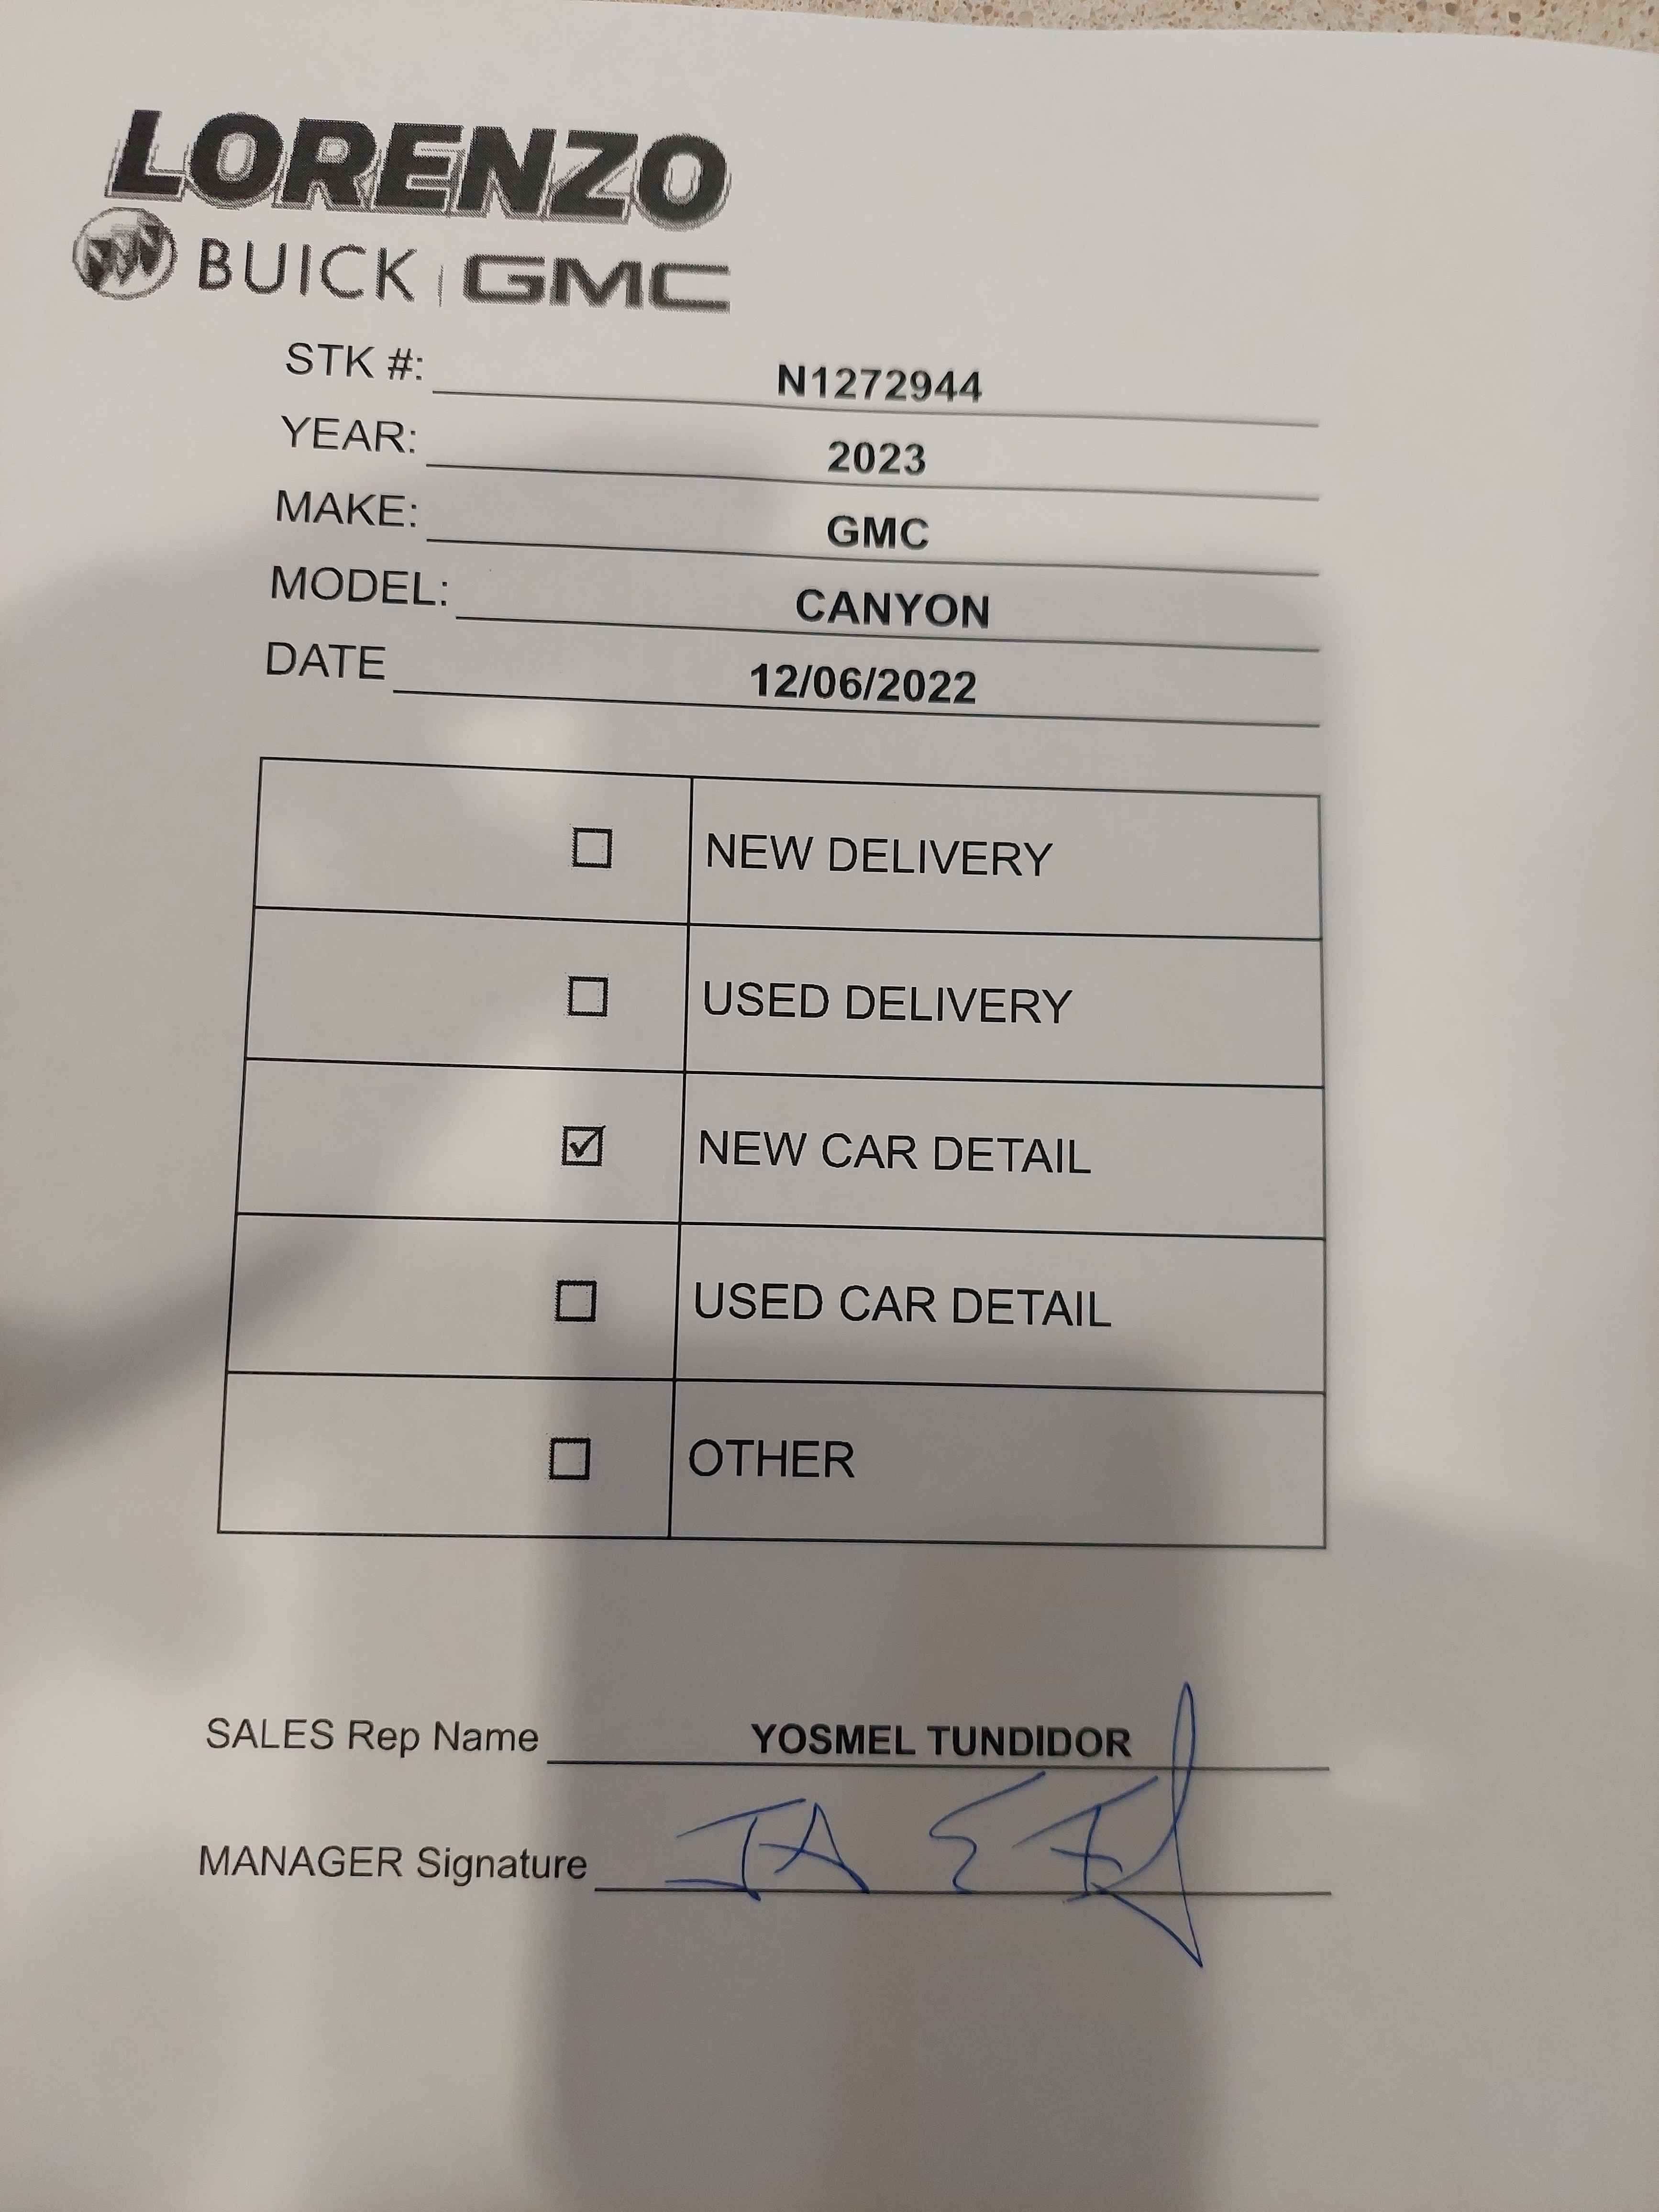 LORENZO
BUICK | GMC
STK #: N1272944
YEAR: 2023
MAKE: GMC
MODEL: CANYON
DATE 12/06/2022
☐ NEW DELIVERY
☐ USED DELIVERY
☑ NEW CAR DETAIL
☐ USED CAR DETAIL
☐ OTHER
SALES Rep Name YOSMEL TUNDIDOR
MANAGER Signature